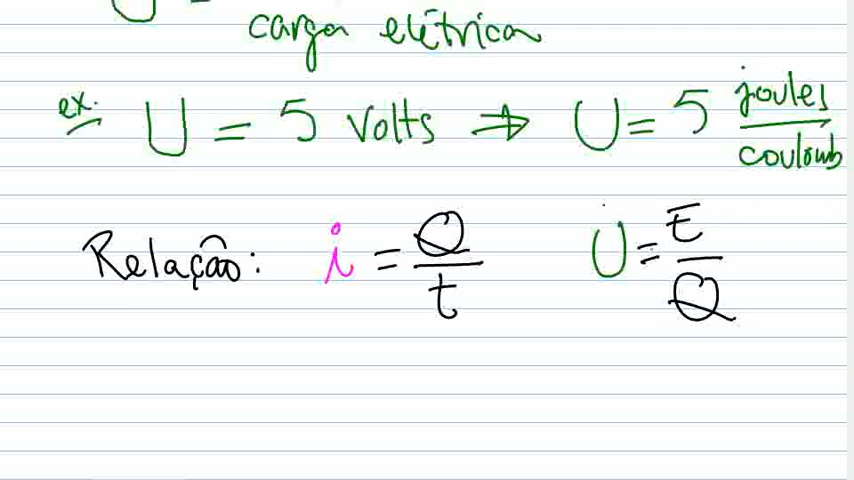 U =
carga elétrica
ex. U = 5 Volts ⇒ U = 5 joules/coulomb
Relação: i = Q/t U = E/Q